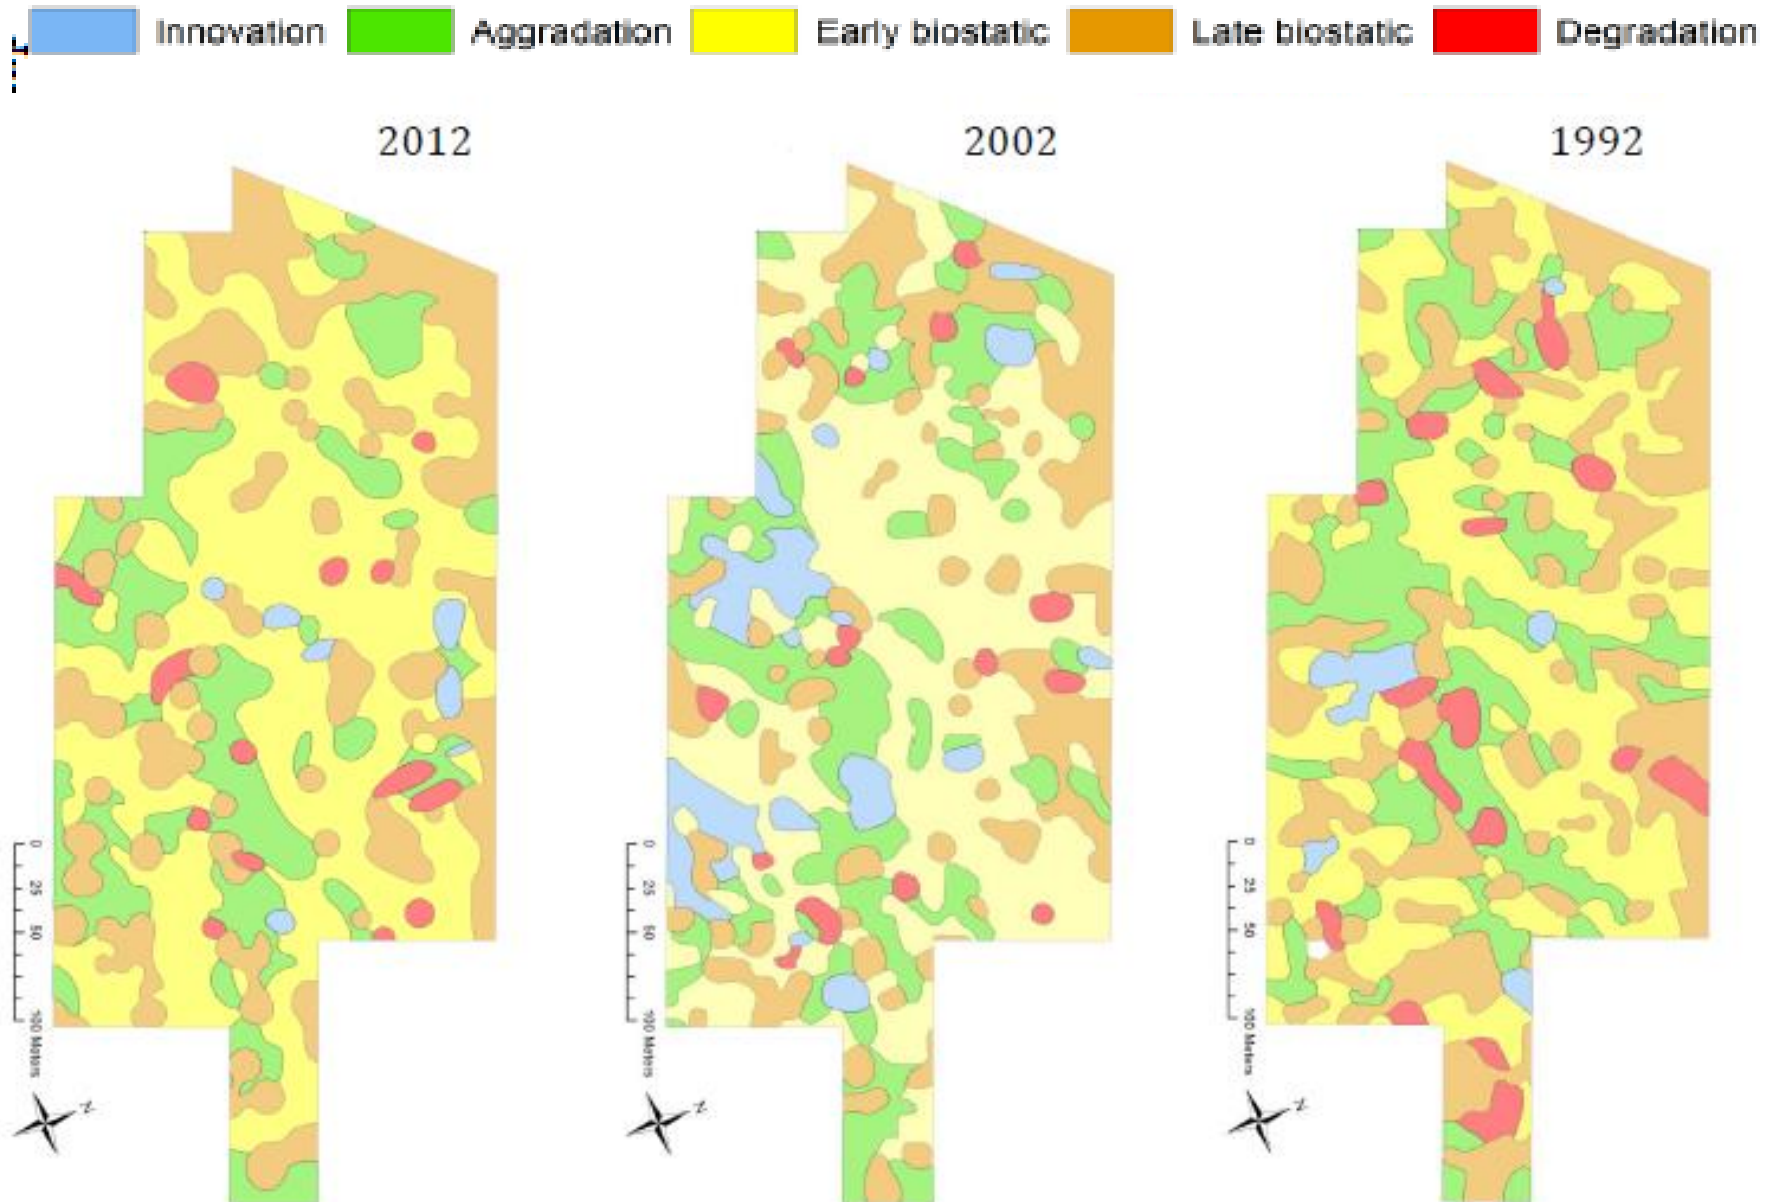 Innovation Aggradation Early biostatic Late biostatic Degradation
2012 2002 1992
0 0 0
25 25 25
50 50 50
100 Meters 100 Meters 100 Meters
N N N